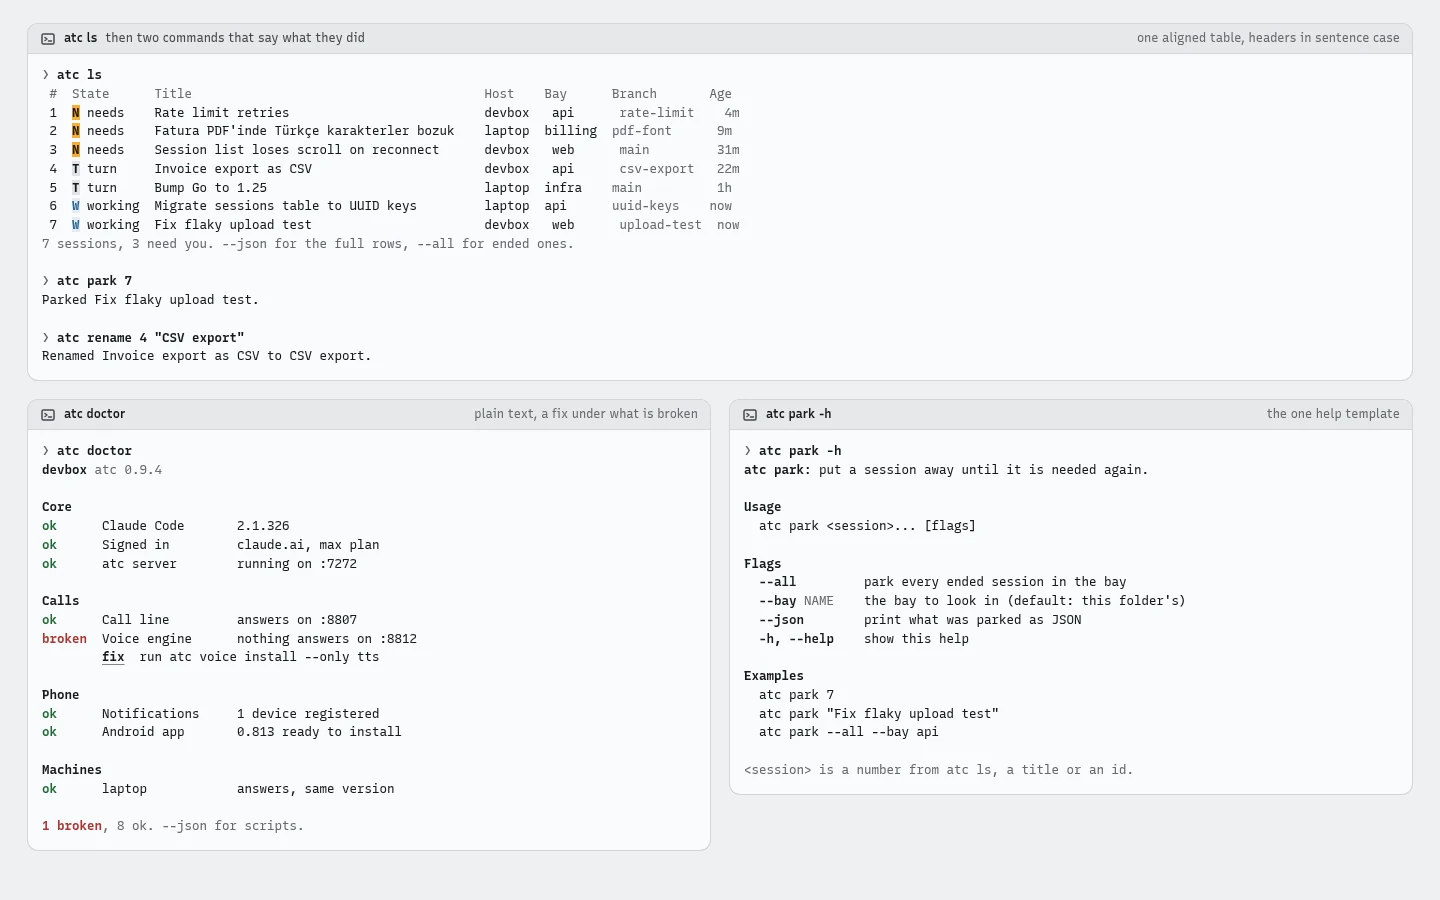 atc ls then two commands that say what they did
one aligned table, headers in sentence case
❯ atc ls
# State Title Host Bay Branch Age
1 N needs Rate limit retries devbox api rate-limit 4m
2 N needs Fatura PDF'inde Türkçe karakterler bozuk laptop billing pdf-font 9m
3 N needs Session list loses scroll on reconnect devbox web main 31m
4 T turn Invoice export as CSV devbox api csv-export 22m
5 T turn Bump Go to 1.25 laptop infra main 1h
6 W working Migrate sessions table to UUID keys laptop api uuid-keys now
7 W working Fix flaky upload test devbox web upload-test now
7 sessions, 3 need you. --json for the full rows, --all for ended ones.
❯ atc park 7
Parked Fix flaky upload test.
❯ atc rename 4 "CSV export"
Renamed Invoice export as CSV to CSV export.
atc doctor
plain text, a fix under what is broken
❯ atc doctor
devbox atc 0.9.4
Core
ok Claude Code 2.1.326
ok Signed in claude.ai, max plan
ok atc server running on :7272
Calls
ok Call line answers on :8807
broken Voice engine nothing answers on :8812
fix run atc voice install --only tts
Phone
ok Notifications 1 device registered
ok Android app 0.813 ready to install
Machines
ok laptop answers, same version
1 broken, 8 ok. --json for scripts.
atc park -h
the one help template
❯ atc park -h
atc park: put a session away until it is needed again.
Usage
atc park <session>... [flags]
Flags
--all park every ended session in the bay
--bay NAME the bay to look in (default: this folder's)
--json print what was parked as JSON
-h, --help show this help
Examples
atc park 7
atc park "Fix flaky upload test"
atc park --all --bay api
<session> is a number from atc ls, a title or an id.